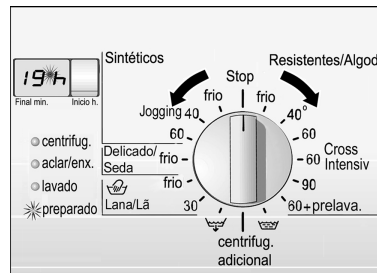 Sintéticos
Resistentes/Algod
Stop
19h
Final min.
Inicio h.
frio
frio
Jogging 40
40°
60
60
Cross
Intensiv
60
centrifug.
aclar/enx.
lavado
preparado
Delicado/
Seda
frio
frio
Lana/Lã
30
90
60+prelava.
centrifug.
adicional